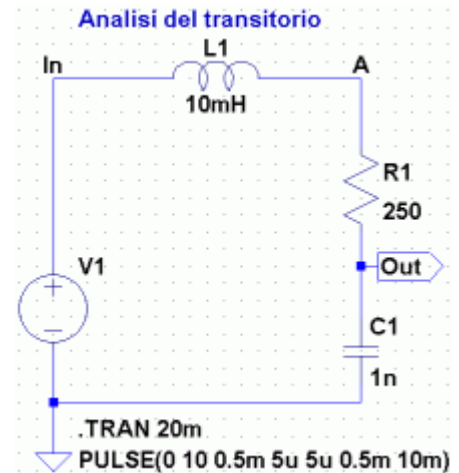 Analisi del transitorio
L1
In
A
10mH
R1
250
Out
V1
C1
1n
.TRAN 20m
PULSE(0 10 0.5m 5u 5u 0.5m 10m)